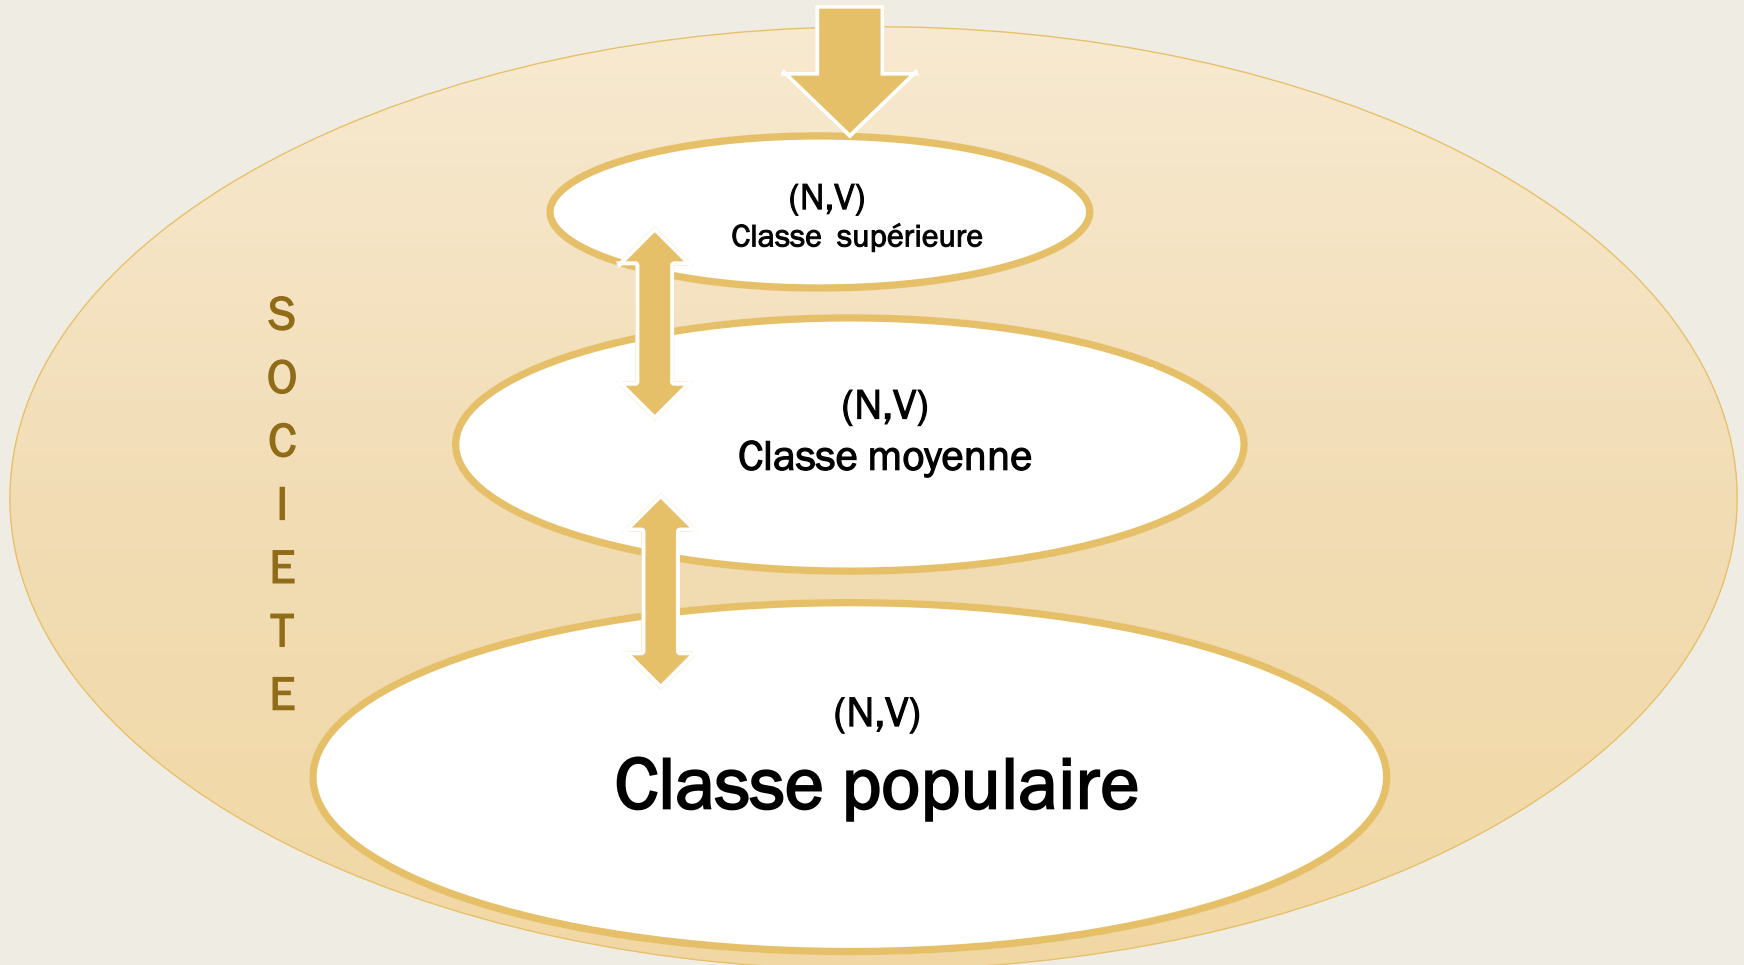 (N,V)
Classe supérieure
S
O
C
I
E
T
E
(N,V)
Classe moyenne
(N,V)
Classe populaire